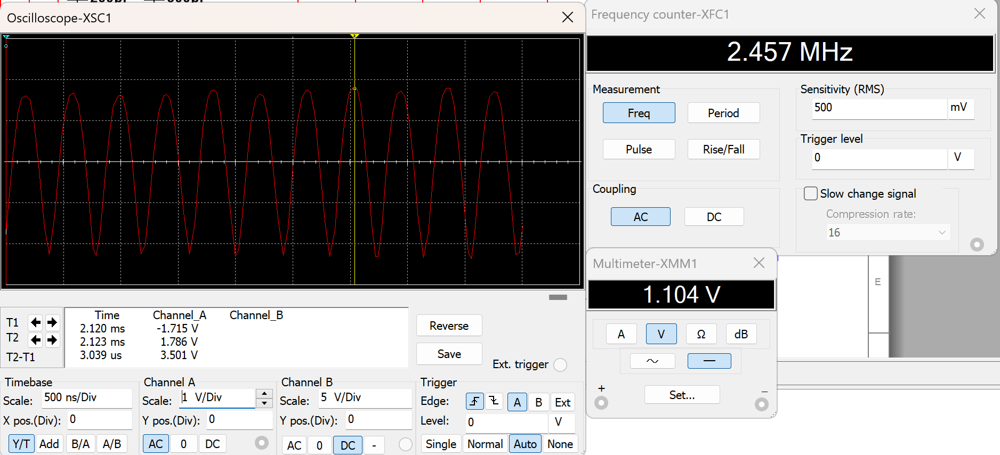 Oscilloscope-XSC1
T1
T2
T2-T1
Time Channel_A Channel_B
2.120 ms -1.715 V
2.123 ms 1.786 V
3.039 us 3.501 V
Reverse
Save
Ext. trigger
Timebase
Scale: 500 ns/Div
X pos.(Div): 0
Y/T Add B/A A/B
Channel A
Scale: 1 V/Div
Y pos.(Div): 0
AC 0 DC
Channel B
Scale: 5 V/Div
Y pos.(Div): 0
AC 0 DC -
Trigger
Edge: A B Ext
Level: 0 V
Single Normal Auto None
Frequency counter-XFC1
2.457 MHz
Measurement
Freq Period
Pulse Rise/Fall
Coupling
AC DC
Sensitivity (RMS)
500 mV
Trigger level
0 V
Slow change signal
Compression rate:
16
Multimeter-XMM1
1.104 V
A V Ω dB
+ −
Set...
E